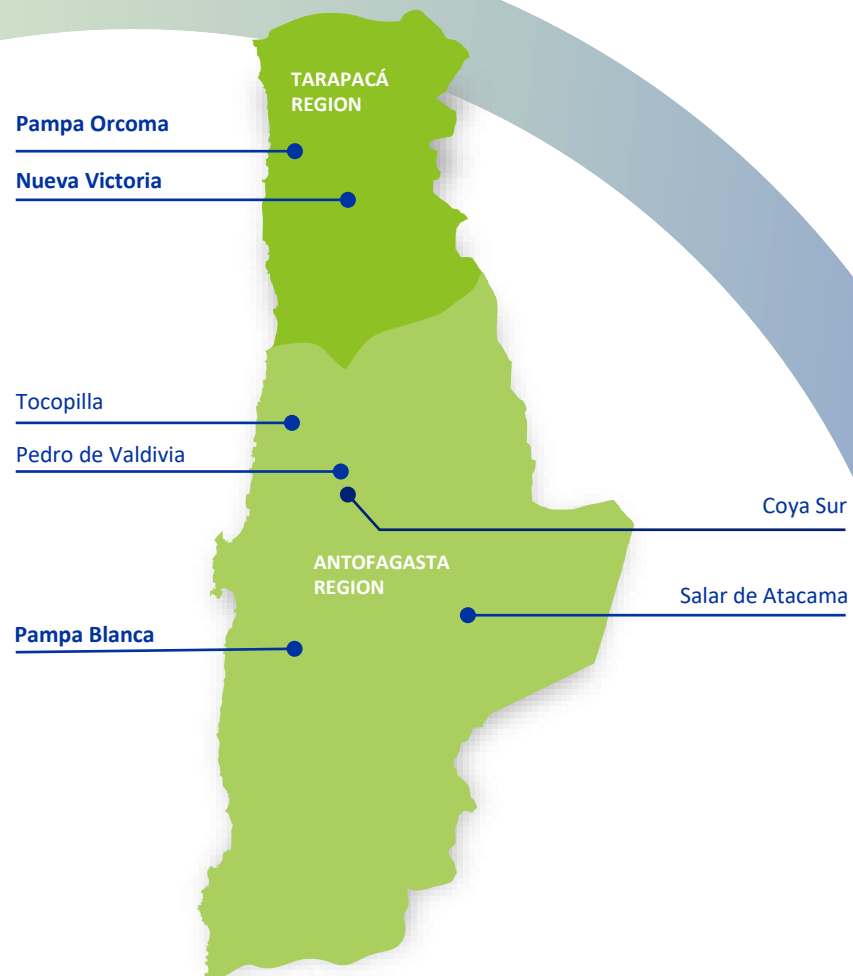 TARAPACÁ
REGION
Pampa Orcoma
Nueva Victoria
Tocopilla
Pedro de Valdivia
Coya Sur
ANTOFAGASTA
REGION
Salar de Atacama
Pampa Blanca